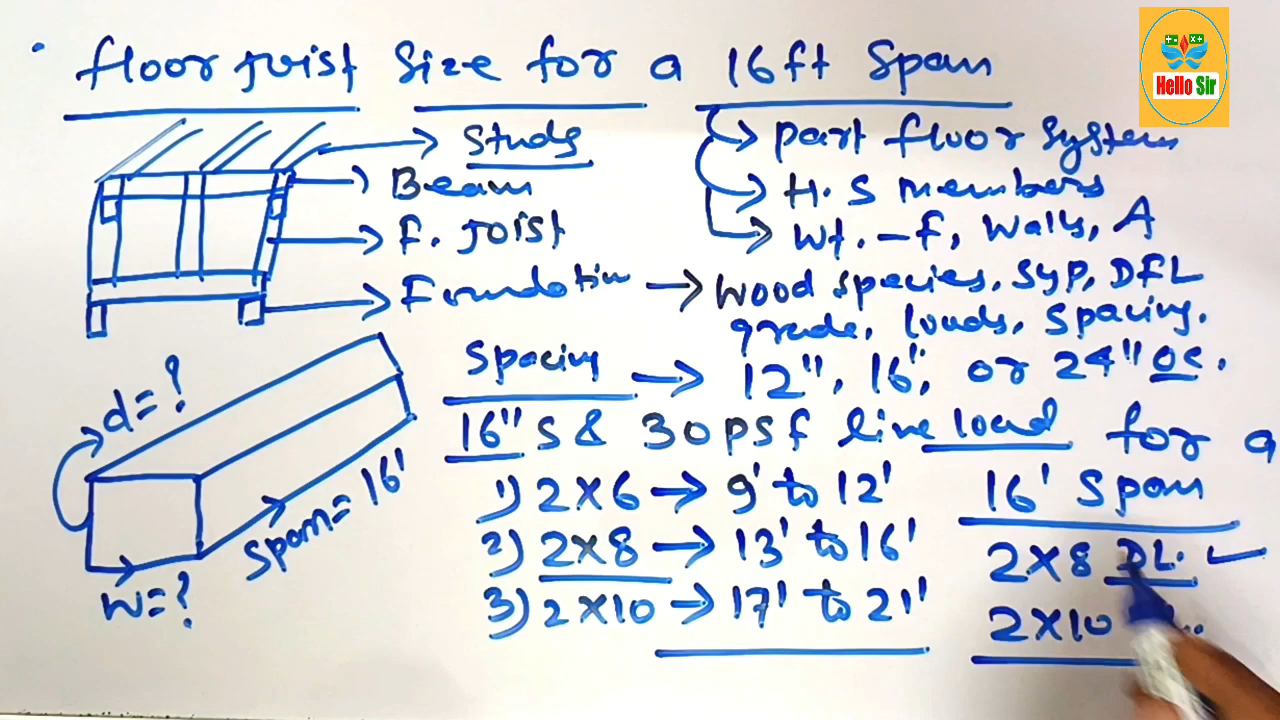 Floor Joist Size for a 16ft Span
Hello Sir
Studs
Beam
F. Joist
Foundation
Part floor system
H. S members
Wt. - F, Walls, A
Wood species, Syp, DFL
grade, loads, spacing.
Spacing → 12", 16", or 24" oc.
16" S & 30 psf live load for a
16' Span
1) 2x6 → 9' to 12'
2) 2x8 → 13' to 16'
3) 2x10 → 17' to 21'
2x8 DL. ✓
2x10
d=?
w=?
Span=16'